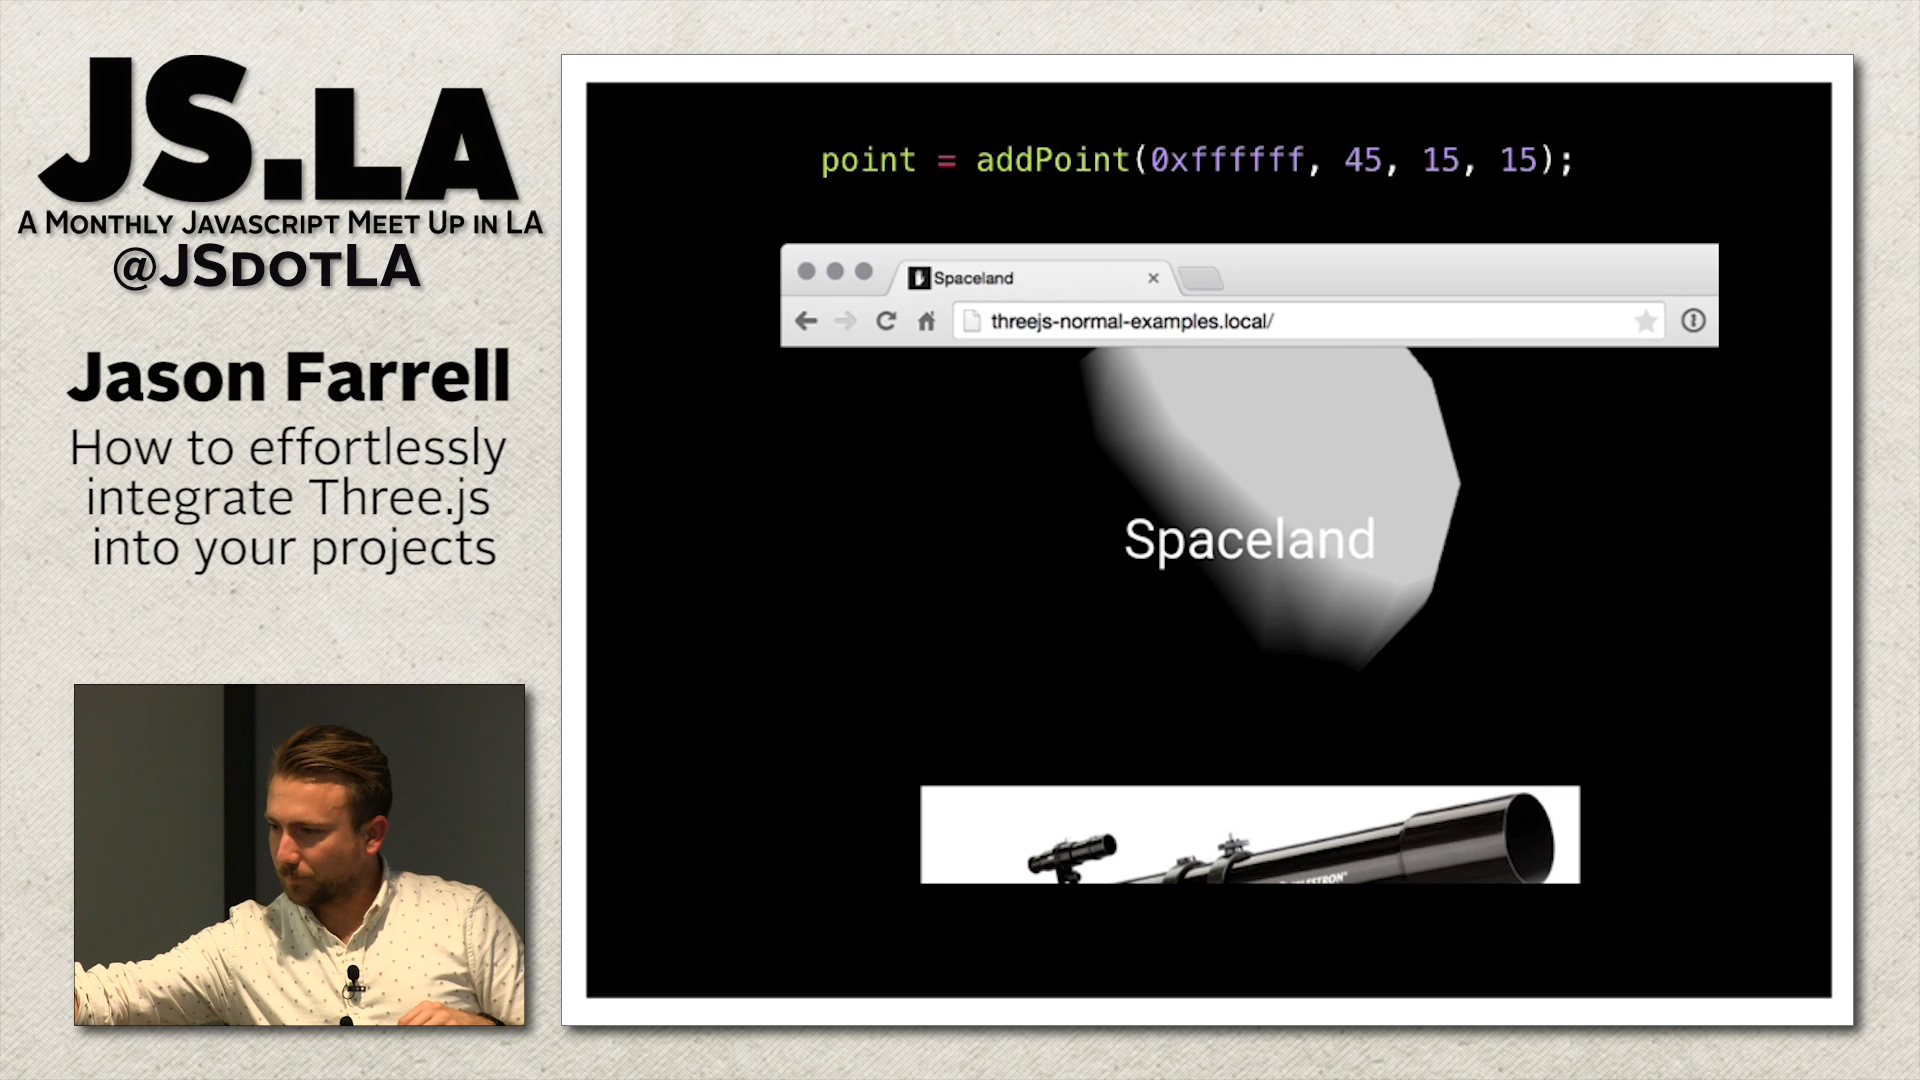 JS.LA
A Monthly Javascript Meet Up in LA
@JSdotLA
Jason Farrell
How to effortlessly
integrate Three.js
into your projects
point = addPoint(0xffffff, 45, 15, 15);
Spaceland
threejs-normal-examples.local/
Spaceland